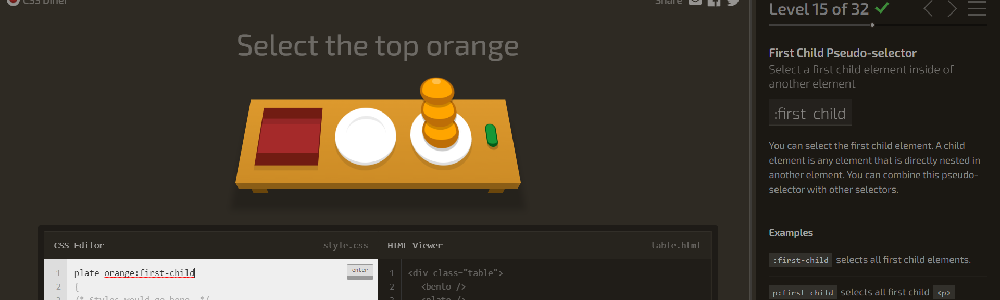 CSS Diner
Share
Select the top orange
CSS Editor
style.css
HTML Viewer
table.html
1 plate orange:first-child
enter
2 {
/* Styles would go here. */
1 <div class="table">
2 <bento />
<plate />
Level 15 of 32
First Child Pseudo-selector
Select a first child element inside of
another element
:first-child
You can select the first child element. A child
element is any element that is directly nested in
another element. You can combine this pseudo-
selector with other selectors.
Examples
:first-child selects all first child elements.
p:first-child selects all first child <p>